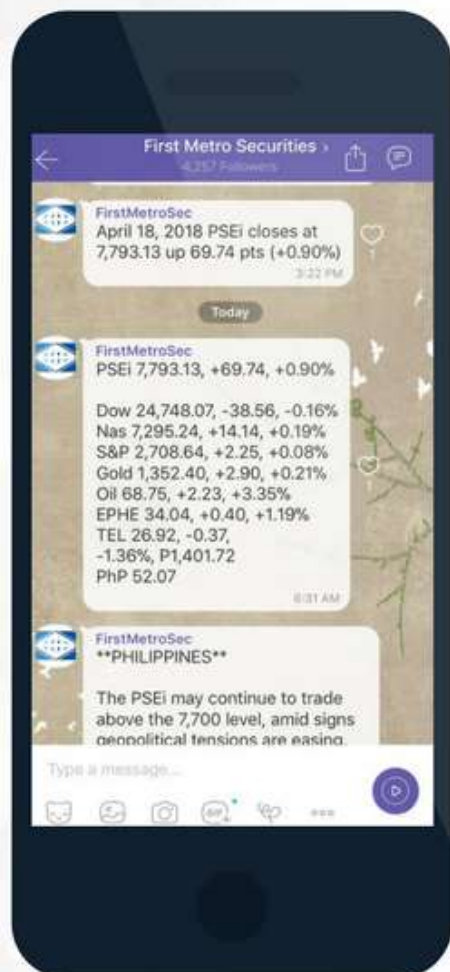 First Metro Securities ›
4,257 Followers
FirstMetroSec
April 18, 2018 PSEi closes at
7,793.13 up 69.74 pts (+0.90%)
3:22 PM
1
Today
FirstMetroSec
PSEi 7,793.13, +69.74, +0.90%
Dow 24,748.07, -38.56, -0.16%
Nas 7,295.24, +14.14, +0.19%
S&P 2,708.64, +2.25, +0.08%
Gold 1,352.40, +2.90, +0.21%
Oil 68.75, +2.23, +3.35%
EPHE 34.04, +0.40, +1.19%
TEL 26.92, -0.37,
-1.36%, P1,401.72
PhP 52.07
6:31 AM
FirstMetroSec
**PHILIPPINES**
The PSEi may continue to trade
above the 7,700 level, amid signs
geopolitical tensions are easing.
Type a message...
GIF